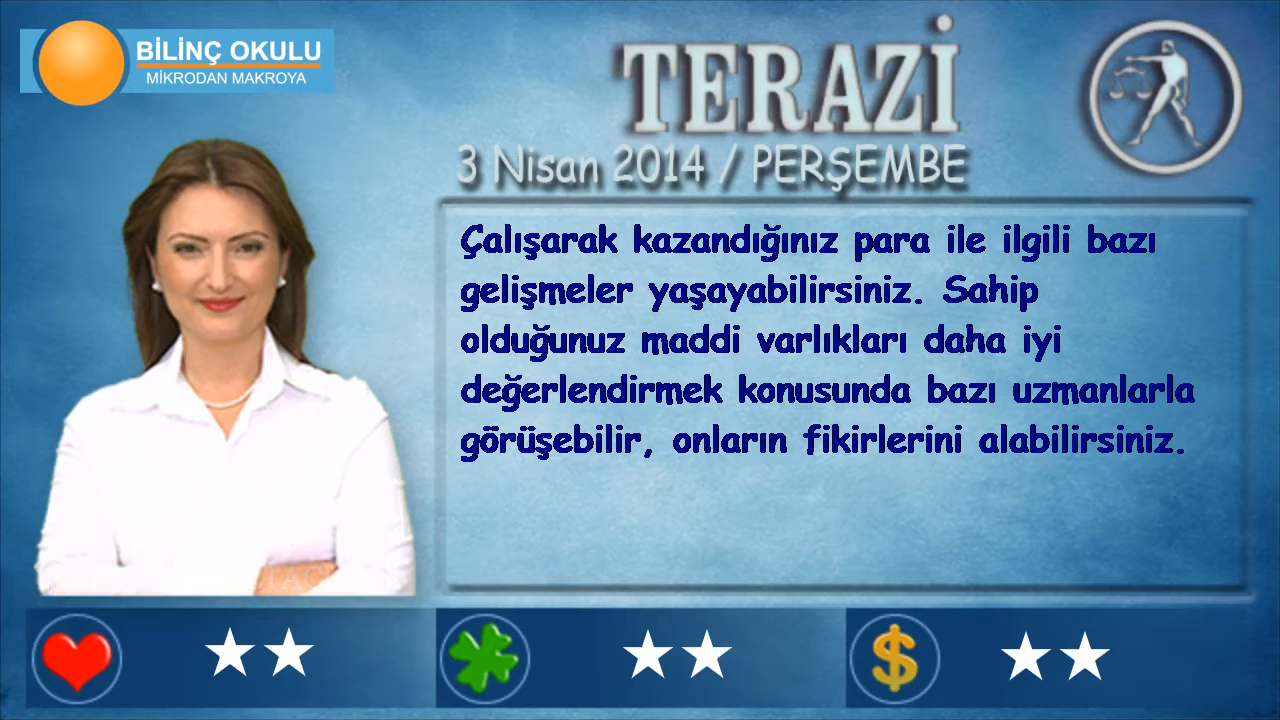 BİLİNÇ OKULU
MİKRODAN MAKROYA
TERAZİ
3 Nisan 2014 / PERŞEMBE
Çalışarak kazandığınız para ile ilgili bazı
gelişmeler yaşayabilirsiniz. Sahip
olduğunuz maddi varlıkları daha iyi
değerlendirmek konusunda bazı uzmanlarla
görüşebilir, onların fikirlerini alabilirsiniz.